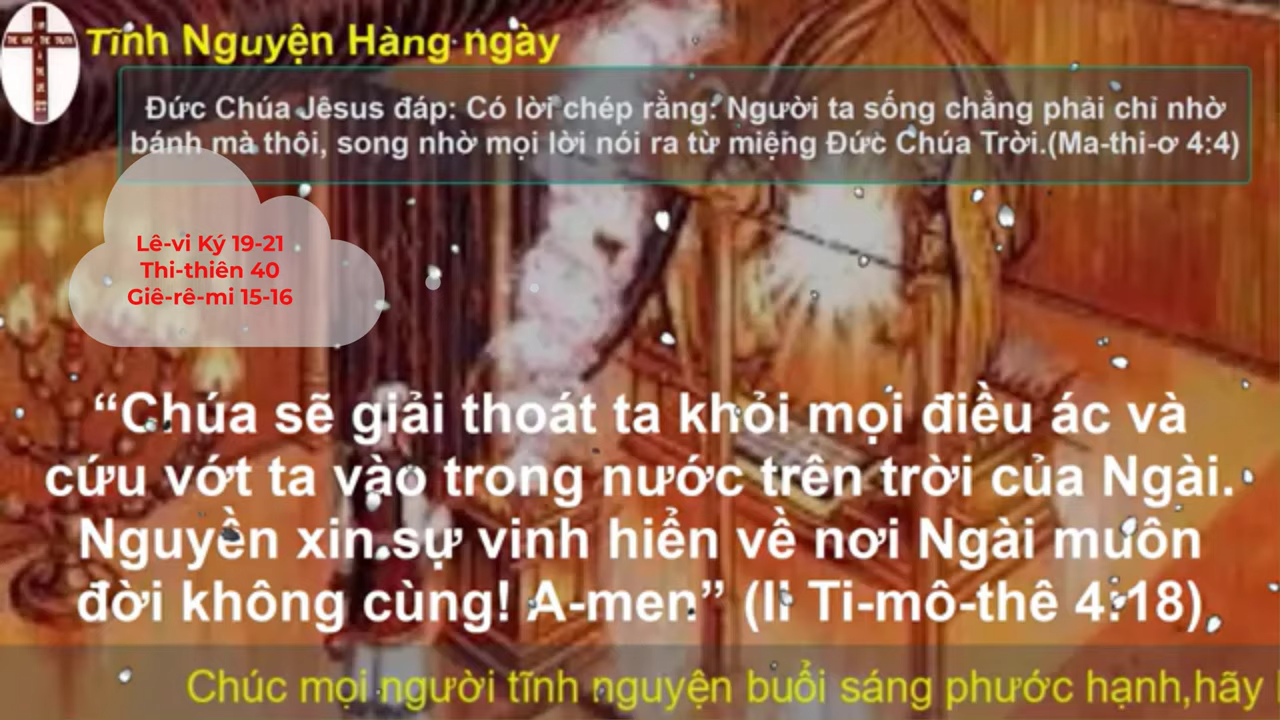 Tĩnh Nguyện Hàng ngày
Đức Chúa Jêsus đáp: Có lời chép rằng: Người ta sống chẳng phải chỉ nhờ
bánh mà thôi, song nhờ mọi lời nói ra từ miệng Đức Chúa Trời.(Ma-thi-ơ 4:4)
Lê-vi Ký 19-21
Thi-thiên 40
Giê-rê-mi 15-16
“Chúa sẽ giải thoát ta khỏi mọi điều ác và
cứu vớt ta vào trong nước trên trời của Ngài.
Nguyền xin sự vinh hiển về nơi Ngài muôn
đời không cùng! A-men” (Ii Ti-mô-thê 4:18)
Chúc mọi người tĩnh nguyện buổi sáng phước hạnh,hãy